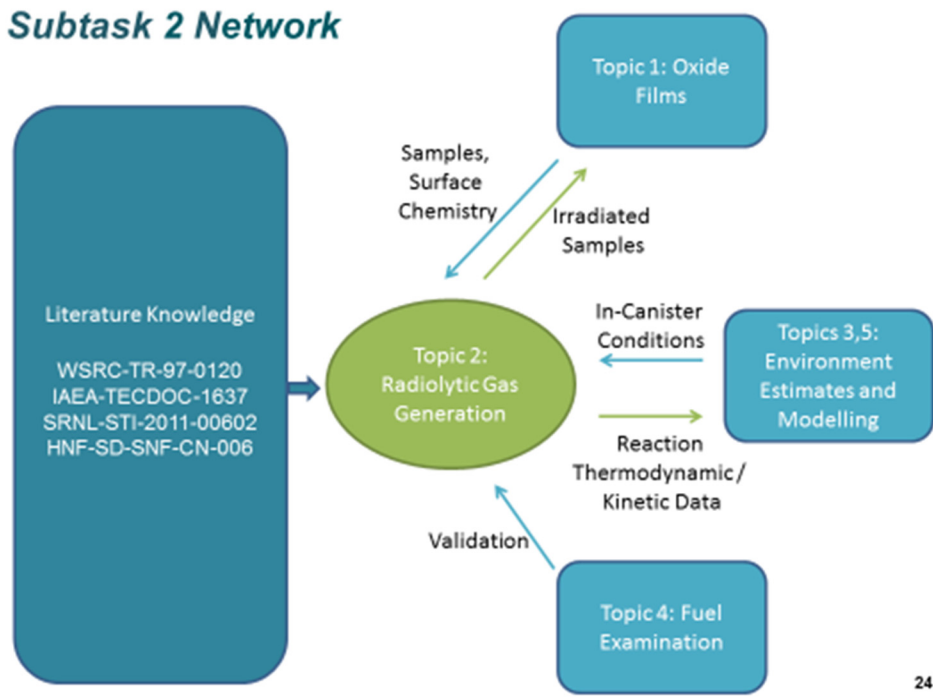 Subtask 2 Network
Topic 1: Oxide
Films
Samples,
Surface
Chemistry
Irradiated
Samples
Literature Knowledge
WSRC-TR-97-0120
IAEA-TECDOC-1637
SRNL-STI-2011-00602
HNF-SD-SNF-CN-006
Topic 2:
Radiolytic Gas
Generation
In-Canister
Conditions
Topics 3,5:
Environment
Estimates and
Modelling
Reaction
Thermodynamic/
Kinetic Data
Validation
Topic 4: Fuel
Examination
24